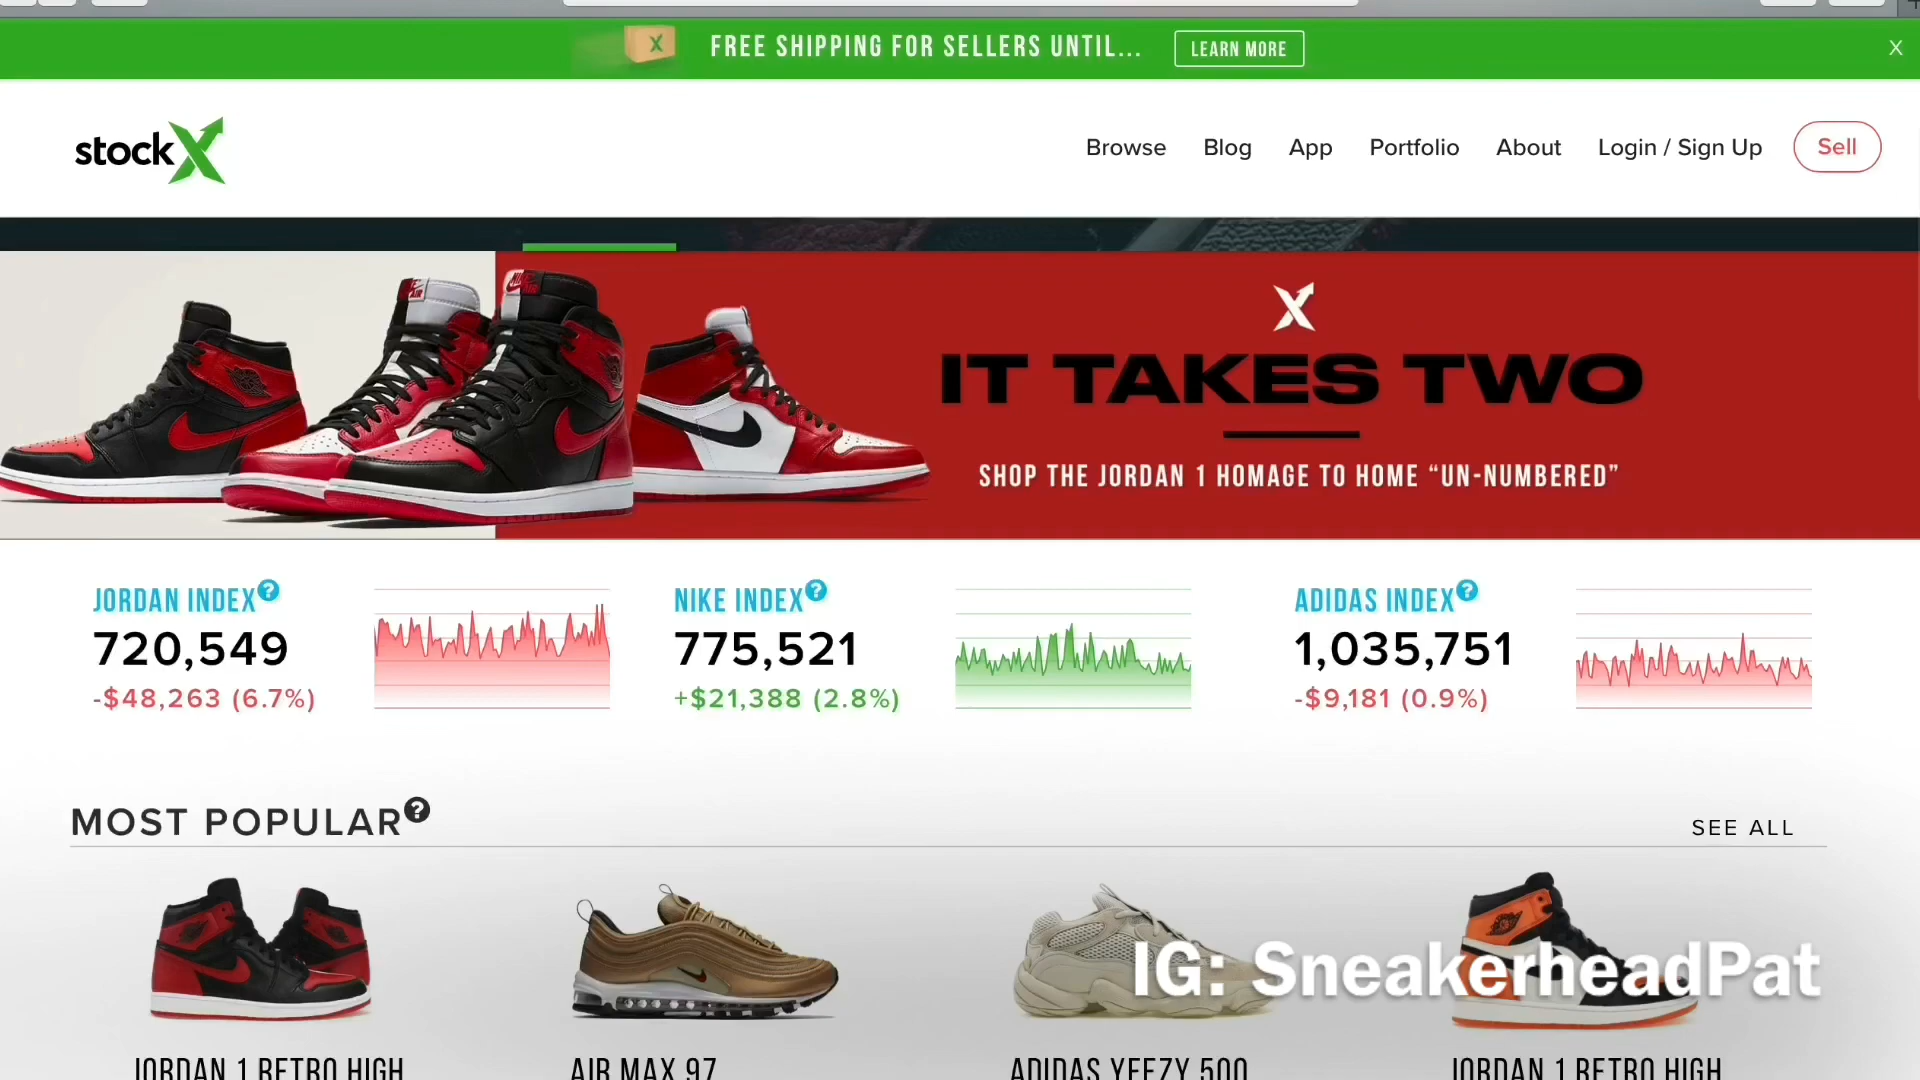 FREE SHIPPING FOR SELLERS UNTIL... LEARN MORE X
stockX
Browse Blog App Portfolio About Login / Sign Up Sell
IT TAKES TWO
SHOP THE JORDAN 1 HOMAGE TO HOME “UN-NUMBERED”
JORDAN INDEX?
720,549
-$48,263 (6.7%)
NIKE INDEX?
775,521
+$21,388 (2.8%)
ADIDAS INDEX?
1,035,751
-$9,181 (0.9%)
MOST POPULAR?
SEE ALL
IG: SneakerheadPat
JORDAN 1 RETRO HIGH
AIR MAX 97
ADIDAS YEEZY 500
JORDAN 1 RETRO HIGH